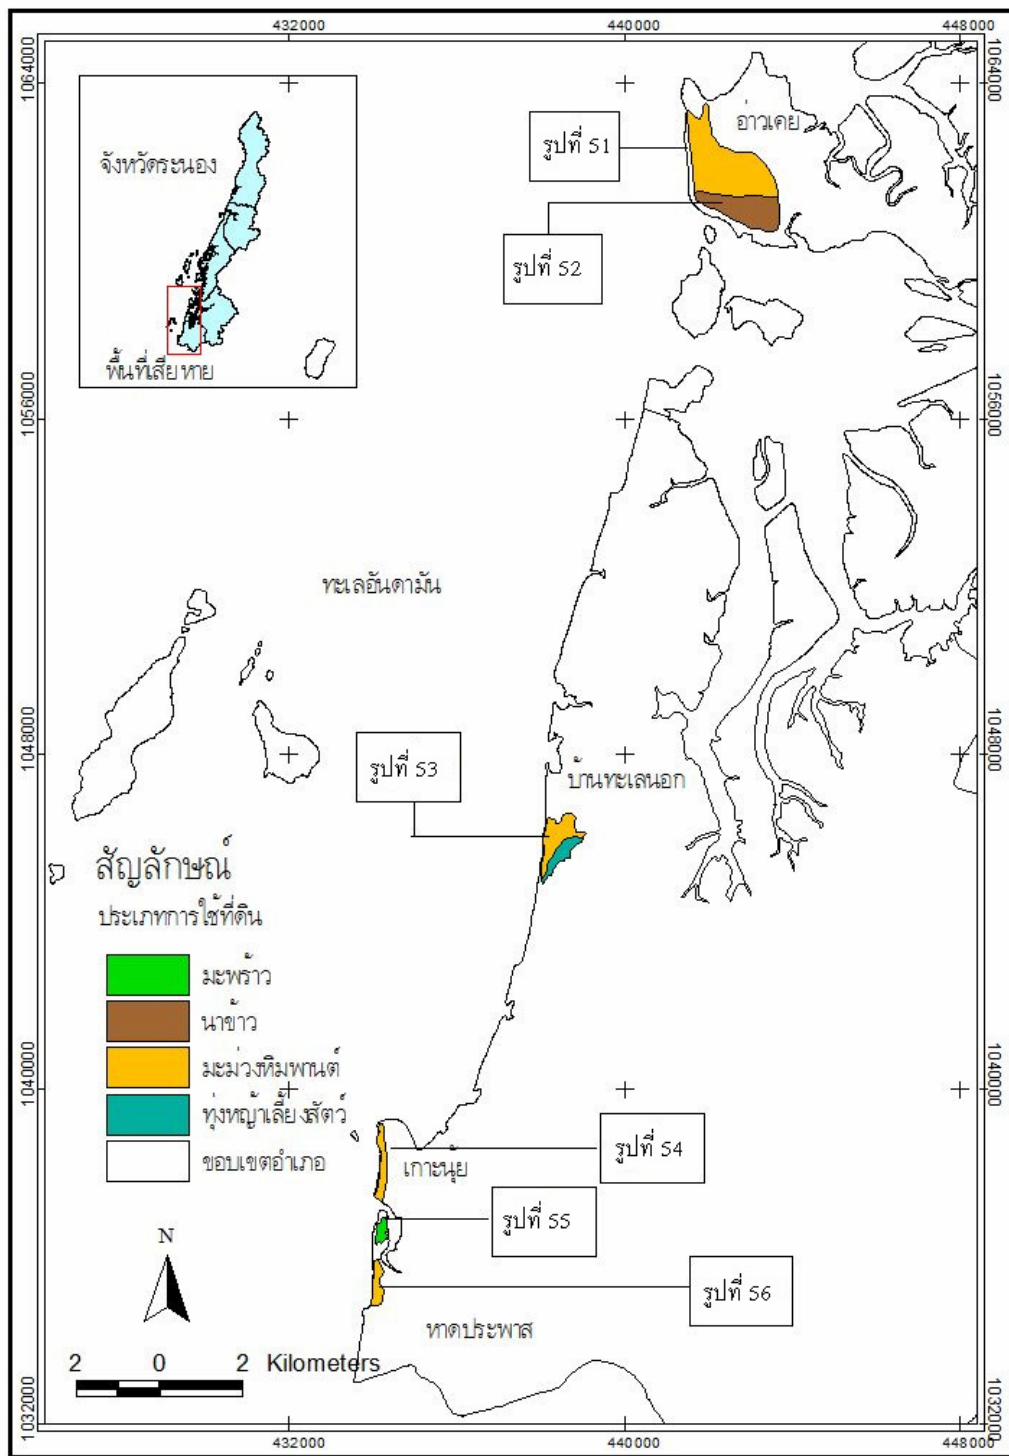 432000
440000
448000
1064000
1064000
จังหวัดระนอง
พื้นที่เสียหาย
รูปที่ 51
อ่าวเคย
รูปที่ 52
1056000
1056000
ทะเลอันดามัน
1048000
1048000
รูปที่ 53
บ้านทะเลนอก
สัญลักษณ์
ประเภทการใช้ที่ดิน
มะพร้าว
นาข้าว
มะม่วงหิมพานต์
ทุ่งหญ้าเลี้ยงสัตว์
ขอบเขตอำเภอ
1040000
1040000
รูปที่ 54
เกาะนุ้ย
รูปที่ 55
รูปที่ 56
หาดประพาส
N
2 0 2 Kilometers
1032000
1032000
432000
440000
448000